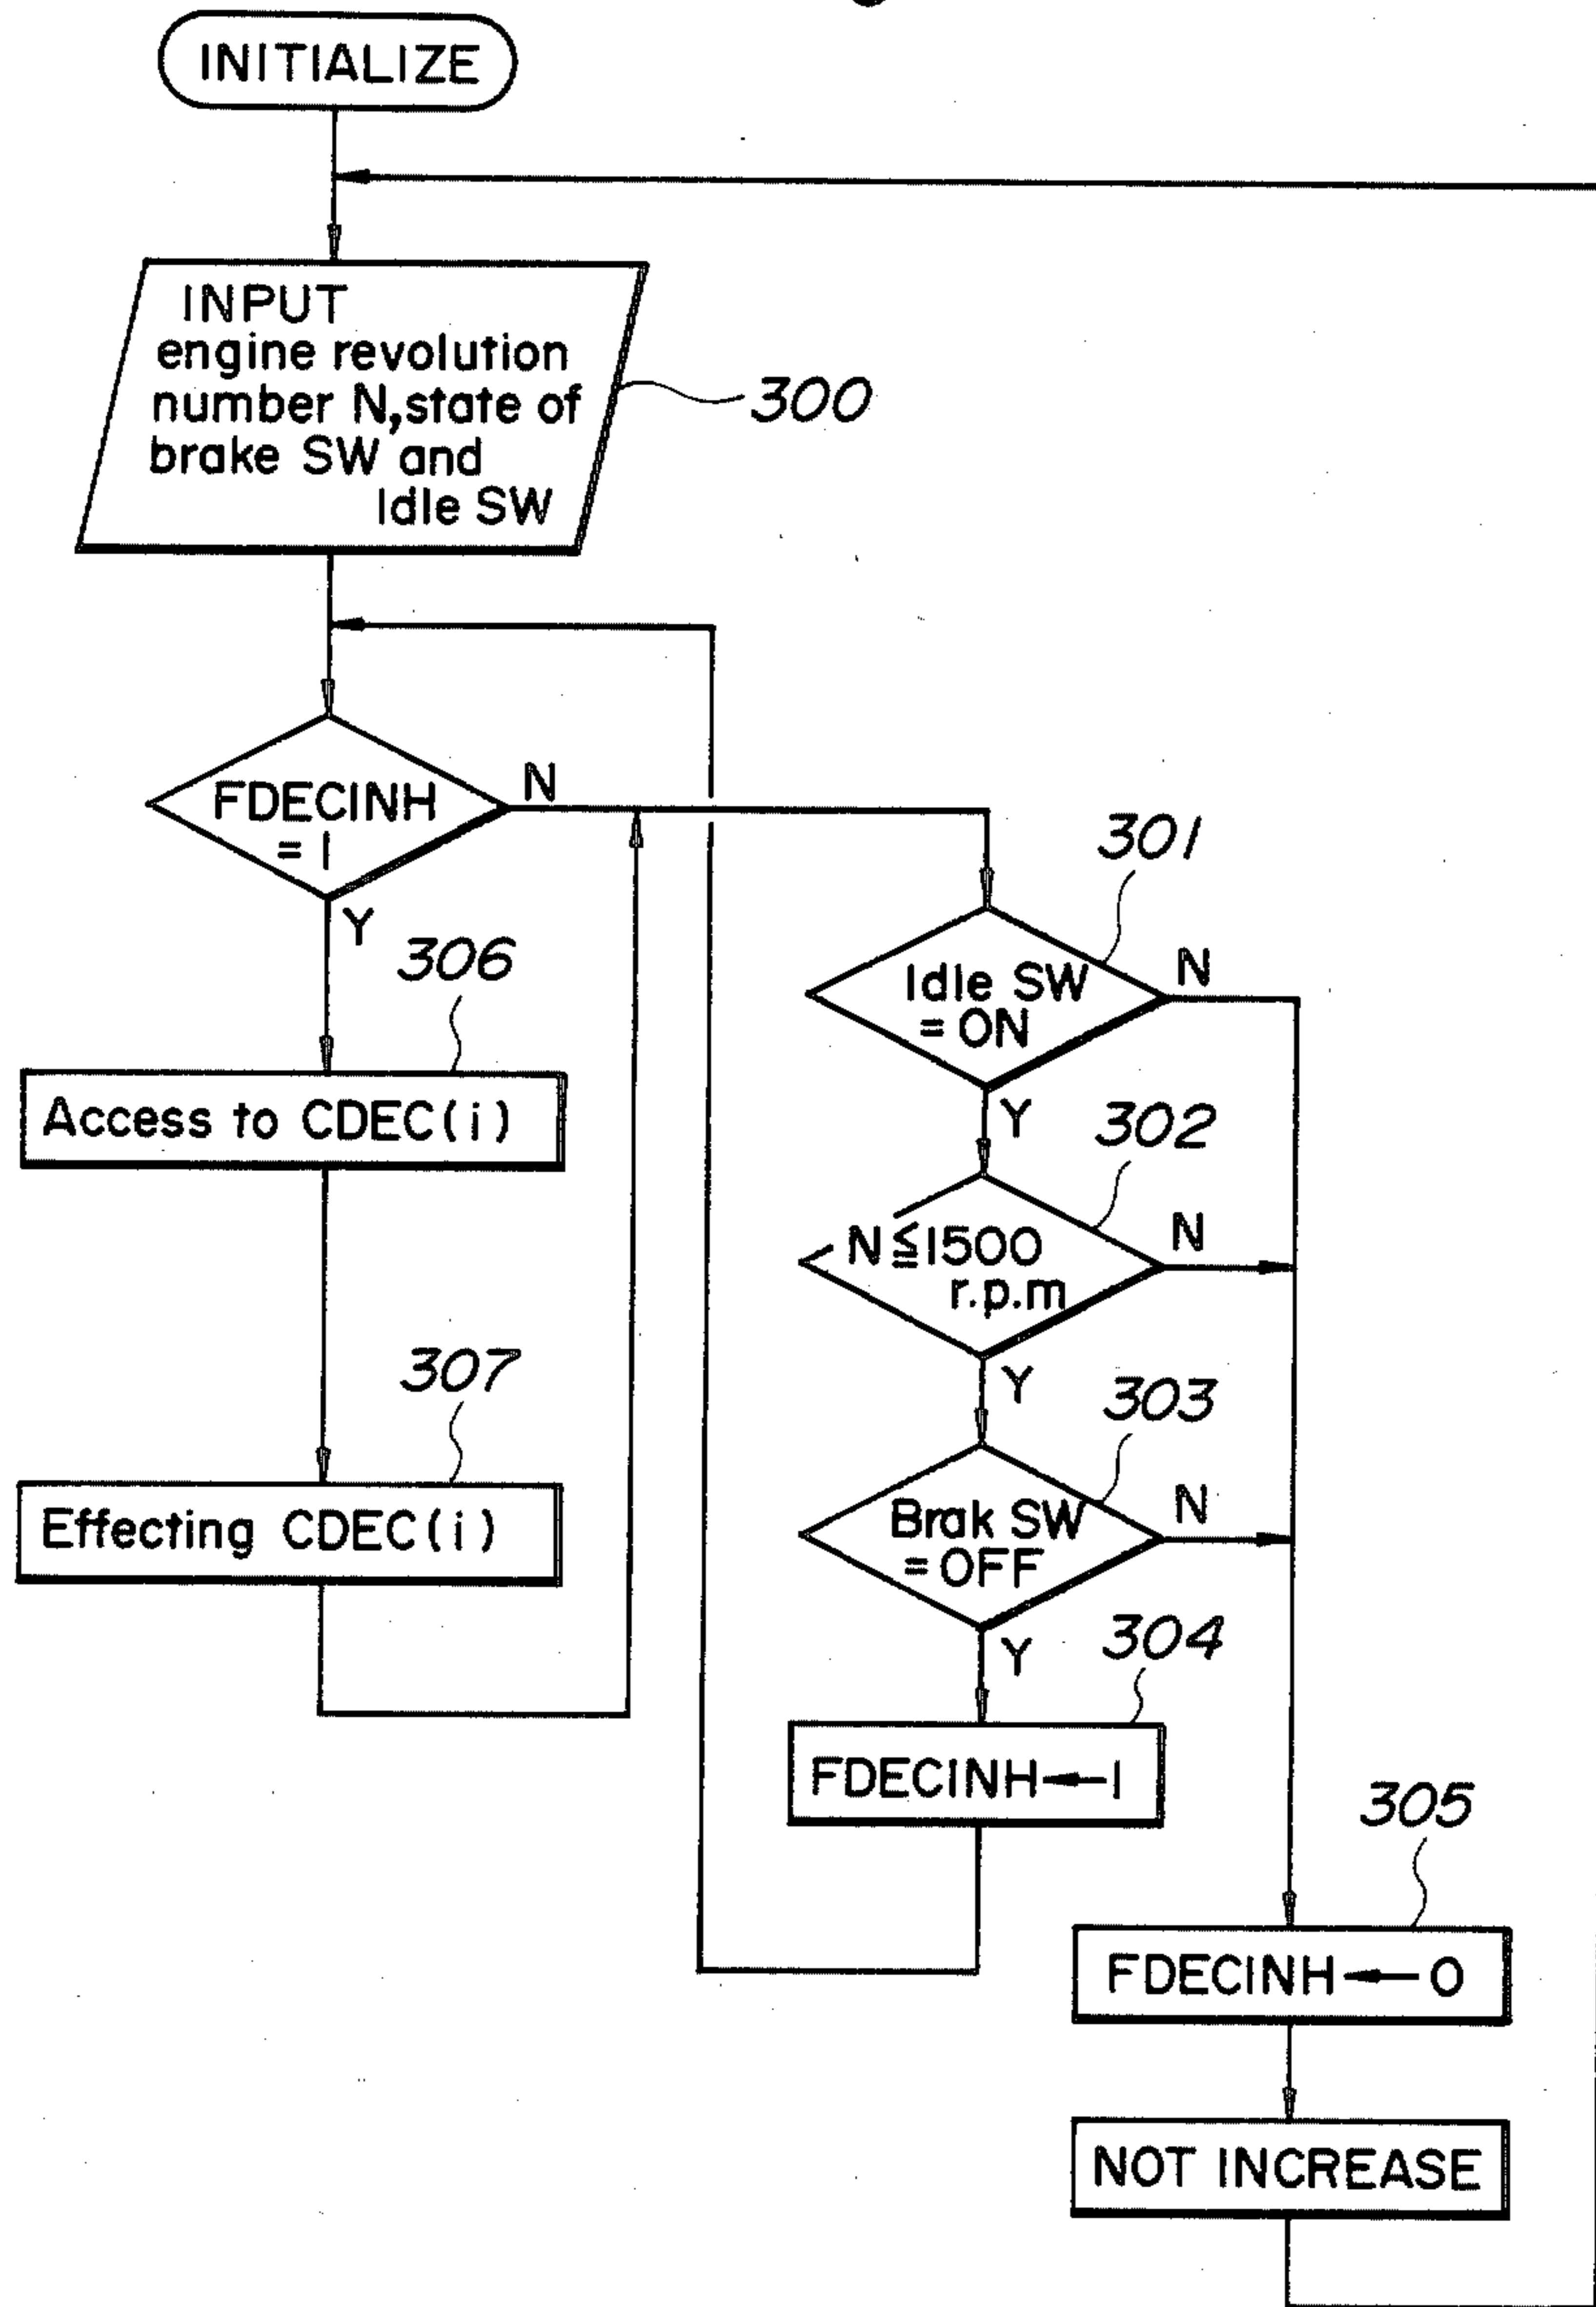 INITIALIZE
INPUT
engine revolution
number N, state of
brake SW and
Idle SW
300
FDECINH
= 1
N
Y
306
Access to CDEC(i)
307
Effecting CDEC(i)
301
Idle SW
= ON
N
Y
302
N ≦ 1500
r.p.m
N
Y
303
Brak SW
= OFF
N
Y
304
FDECINH ← 1
305
FDECINH ← 0
NOT INCREASE